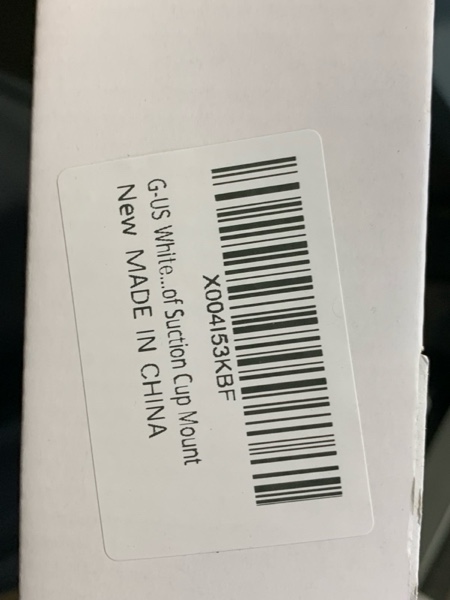 X004I53KBF
G-US White...of Suction Cup Mount
New MADE IN CHINA